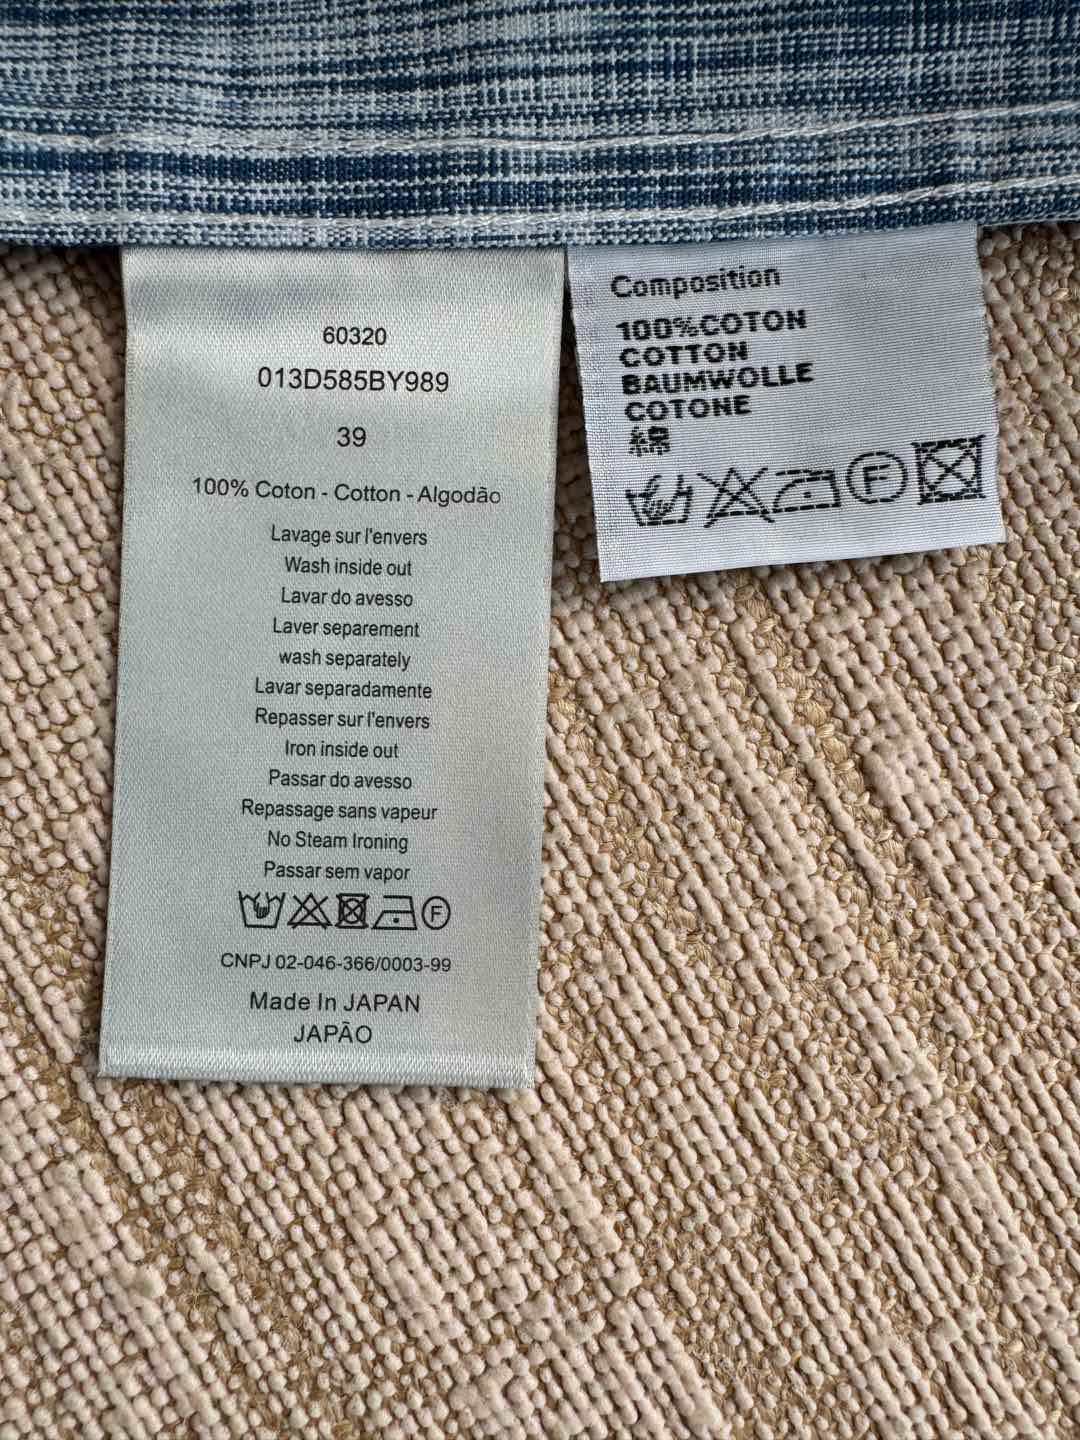 60320
013D585BY989
39
100% Coton - Cotton - Algodão
Lavage sur l'envers
Wash inside out
Lavar do avesso
Laver separement
wash separately
Lavar separadamente
Repasser sur l'envers
Iron inside out
Passar do avesso
Repassage sans vapeur
No Steam Ironing
Passar sem vapor
F
CNPJ 02-046-366/0003-99
Made In JAPAN
JAPÃO
Composition
100%COTON
COTTON
BAUMWOLLE
COTONE
綿
F